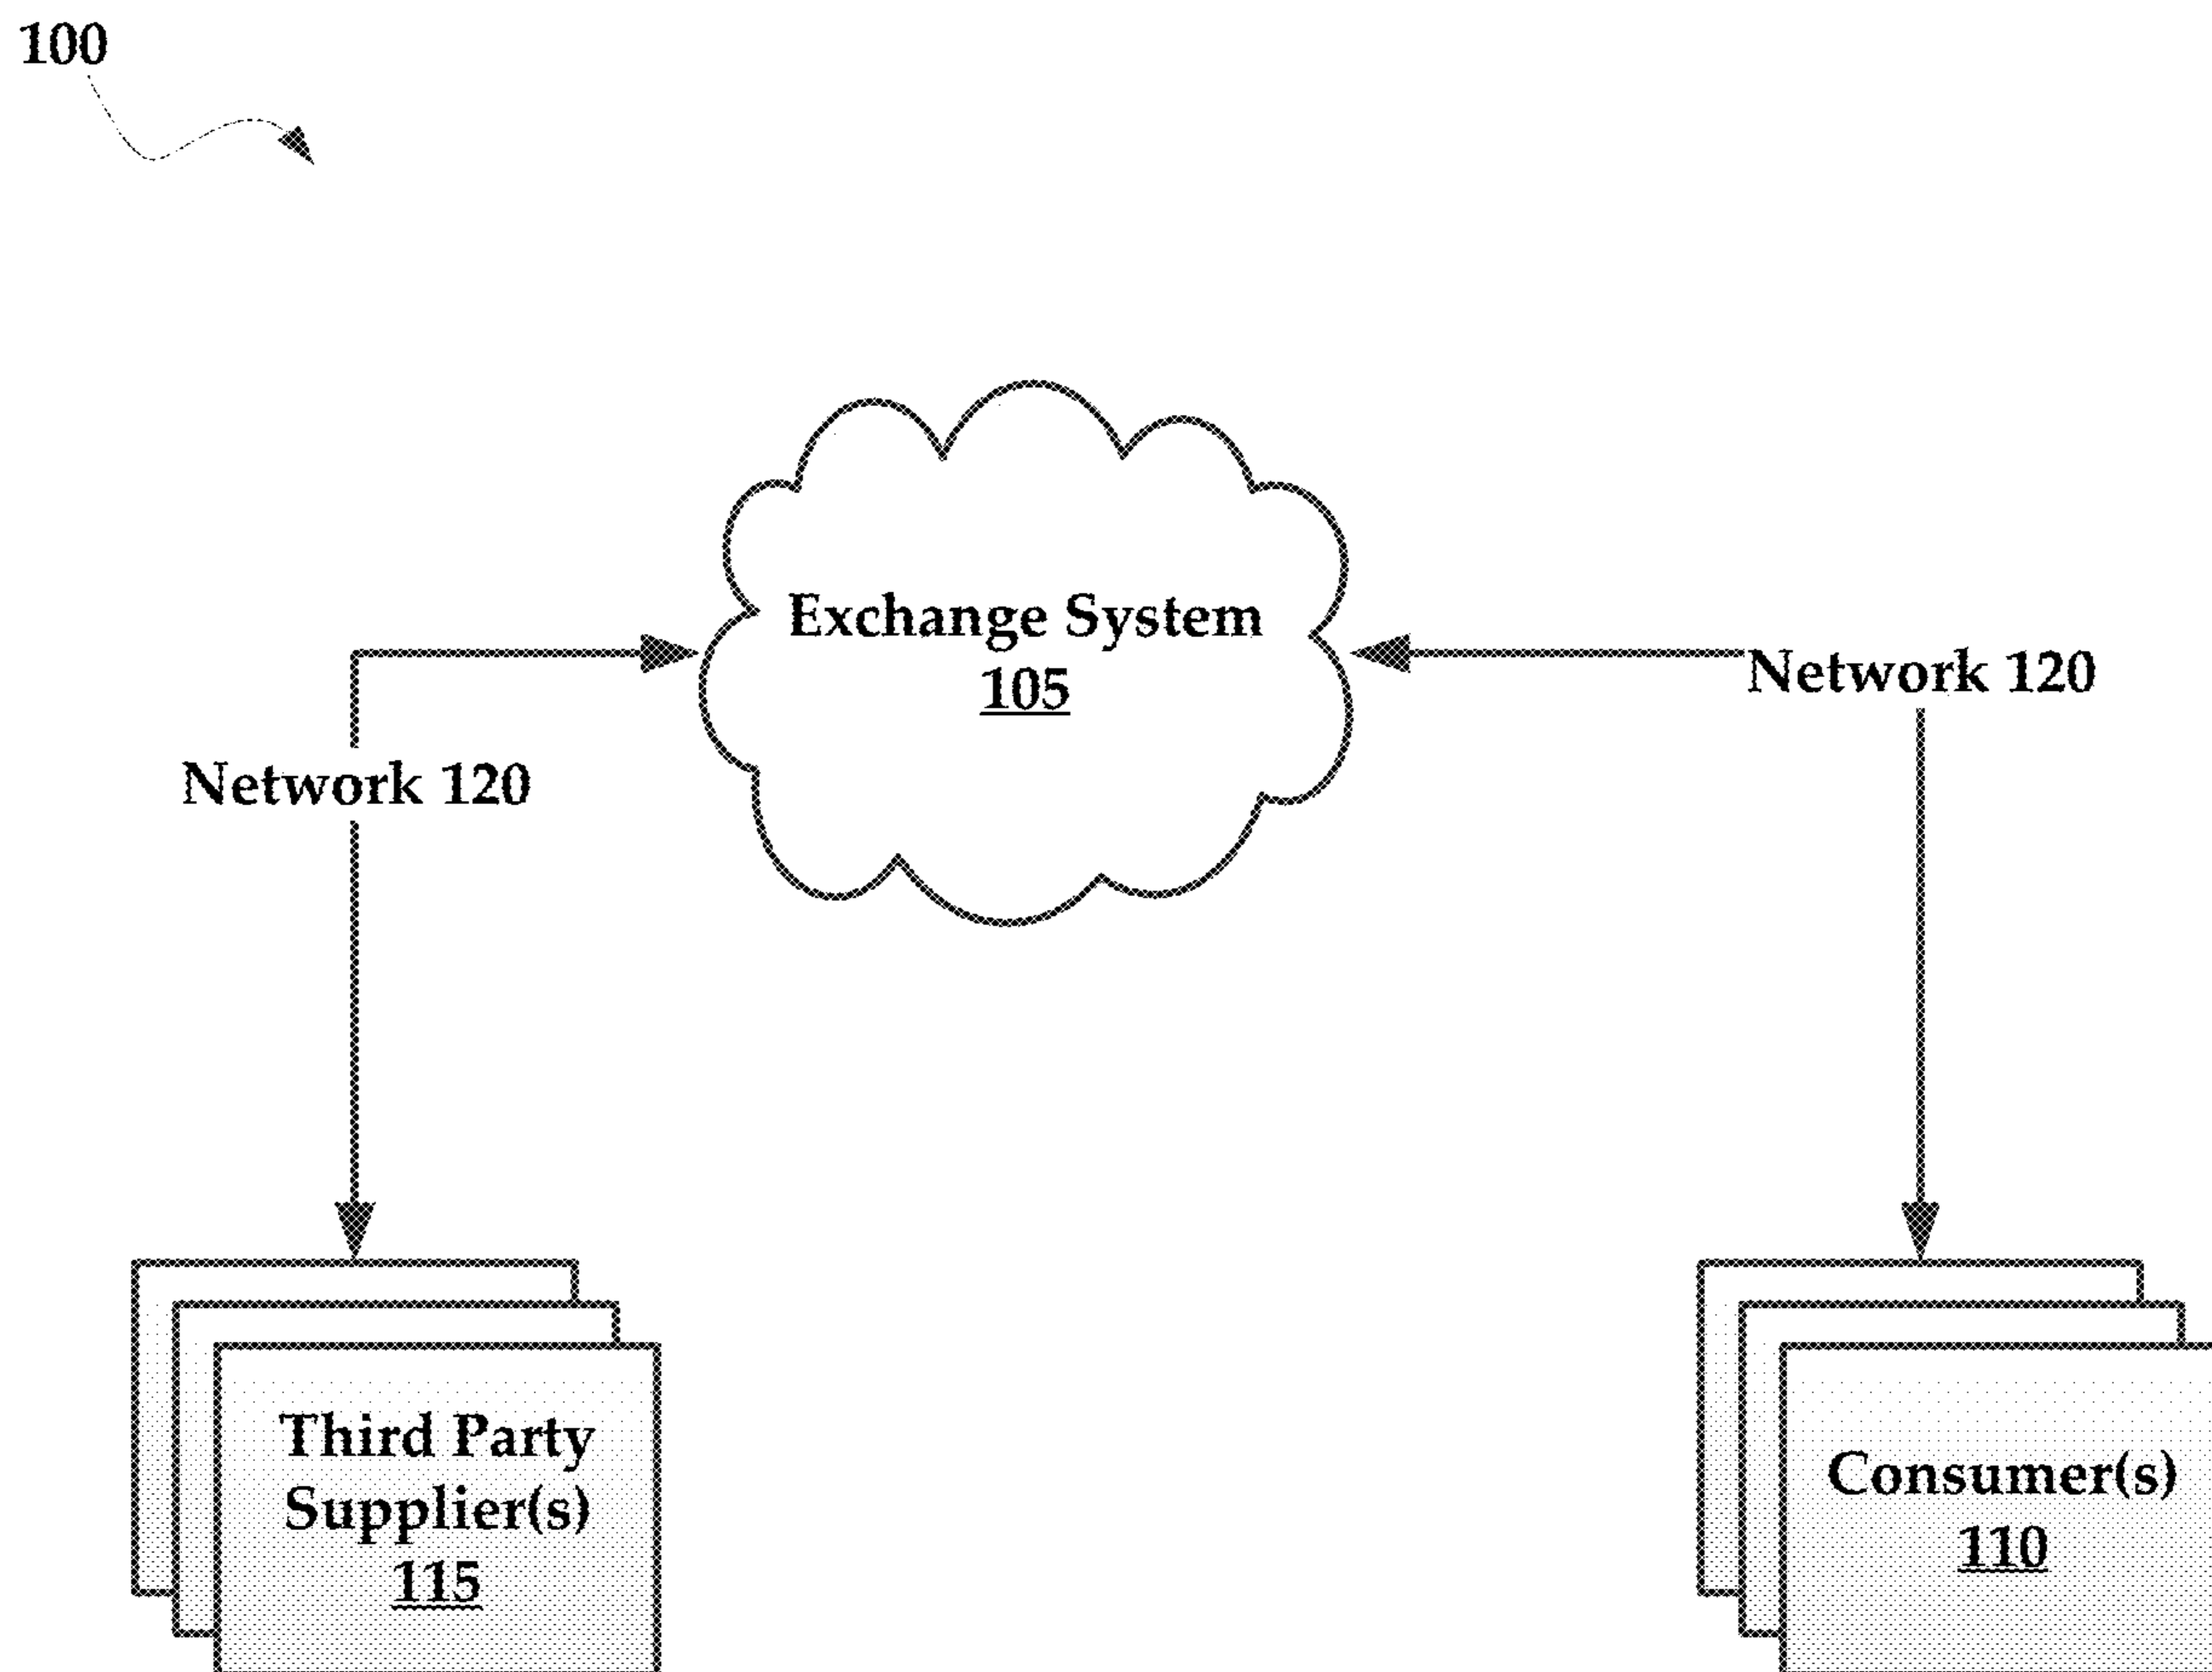 100
Exchange System
105
Network 120
Network 120
Third Party
Supplier(s)
115
Consumer(s)
110